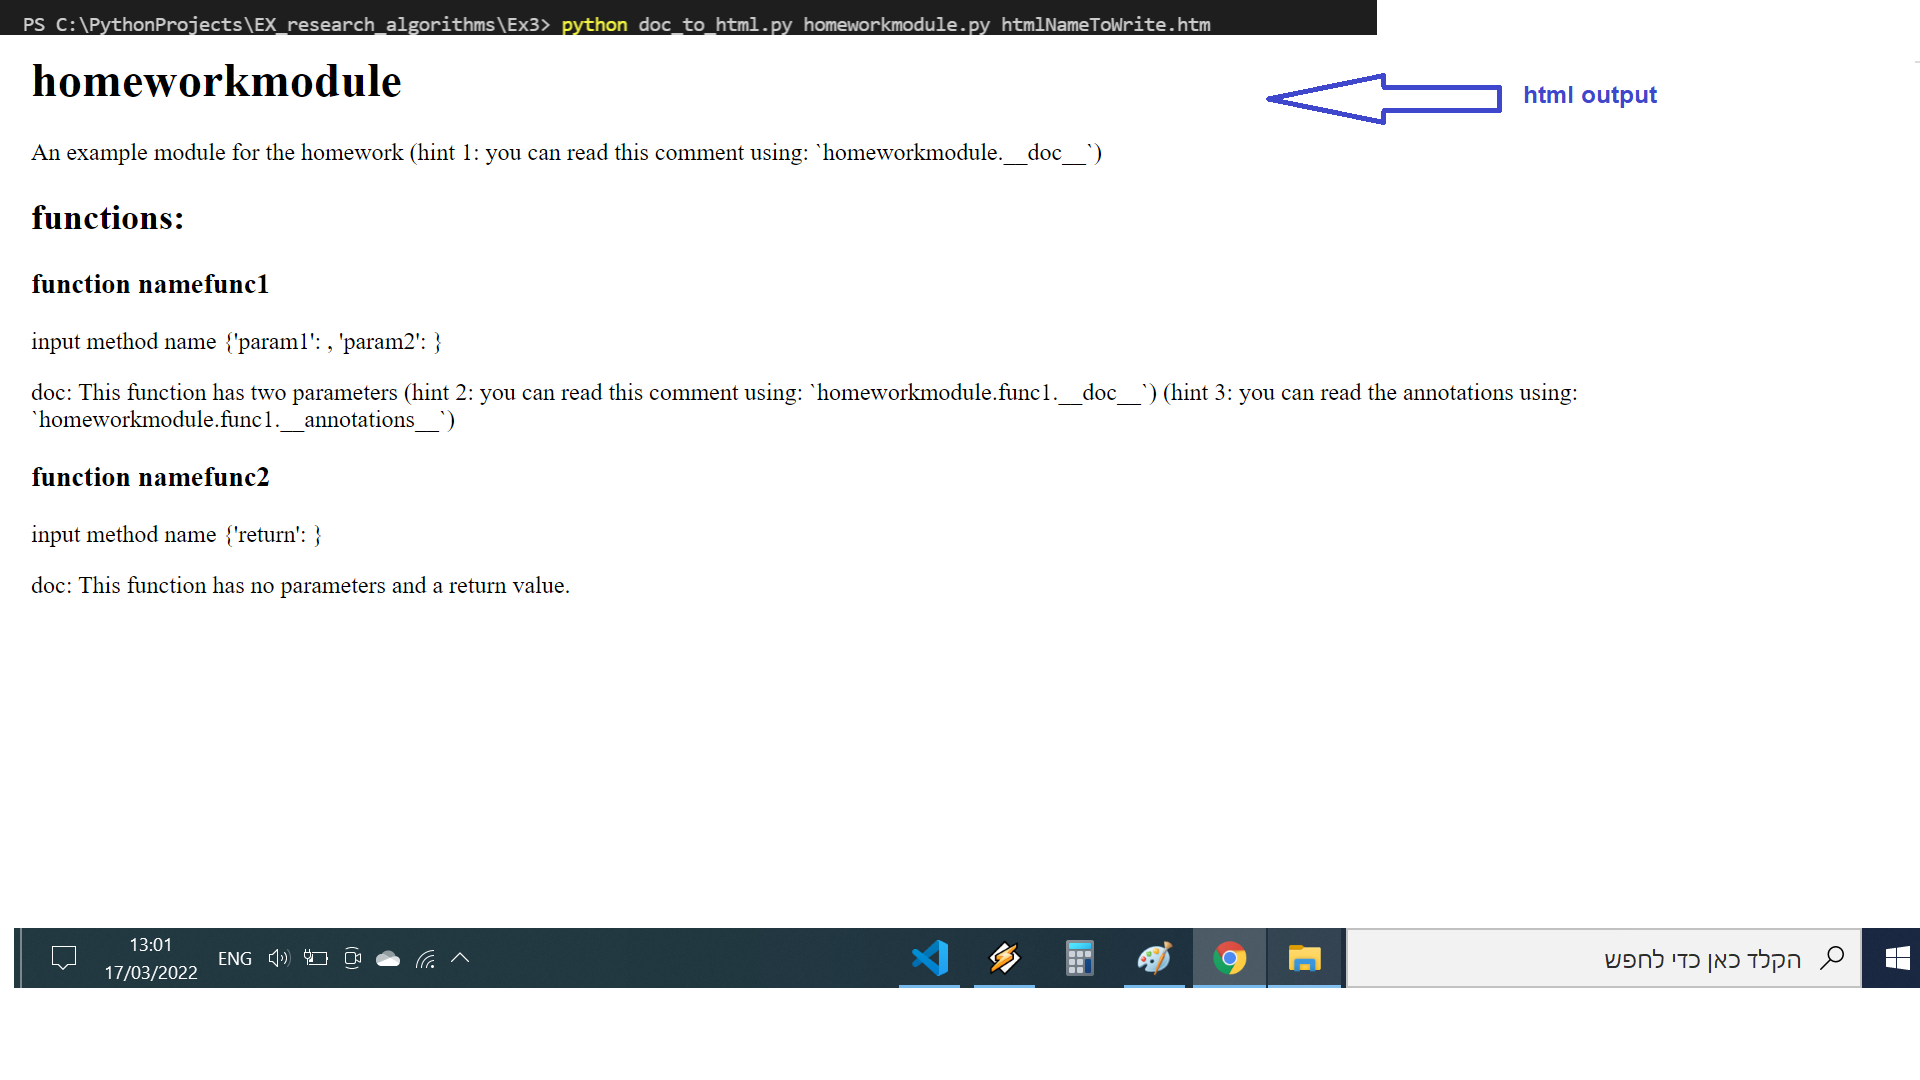 PS C:\PythonProjects\EX_research_algorithms\Ex3> python doc_to_html.py homeworkmodule.py htmlNameToWrite.htm
homeworkmodule
html output
An example module for the homework (hint 1: you can read this comment using: `homeworkmodule.__doc__`)
functions:
function namefunc1
input method name {'param1': , 'param2': }
doc: This function has two parameters (hint 2: you can read this comment using: `homeworkmodule.func1.__doc__`) (hint 3: you can read the annotations using:
`homeworkmodule.func1.__annotations__`)
function namefunc2
input method name {'return': }
doc: This function has no parameters and a return value.
13:01
17/03/2022
ENG
הקלד כאן כדי לחפש